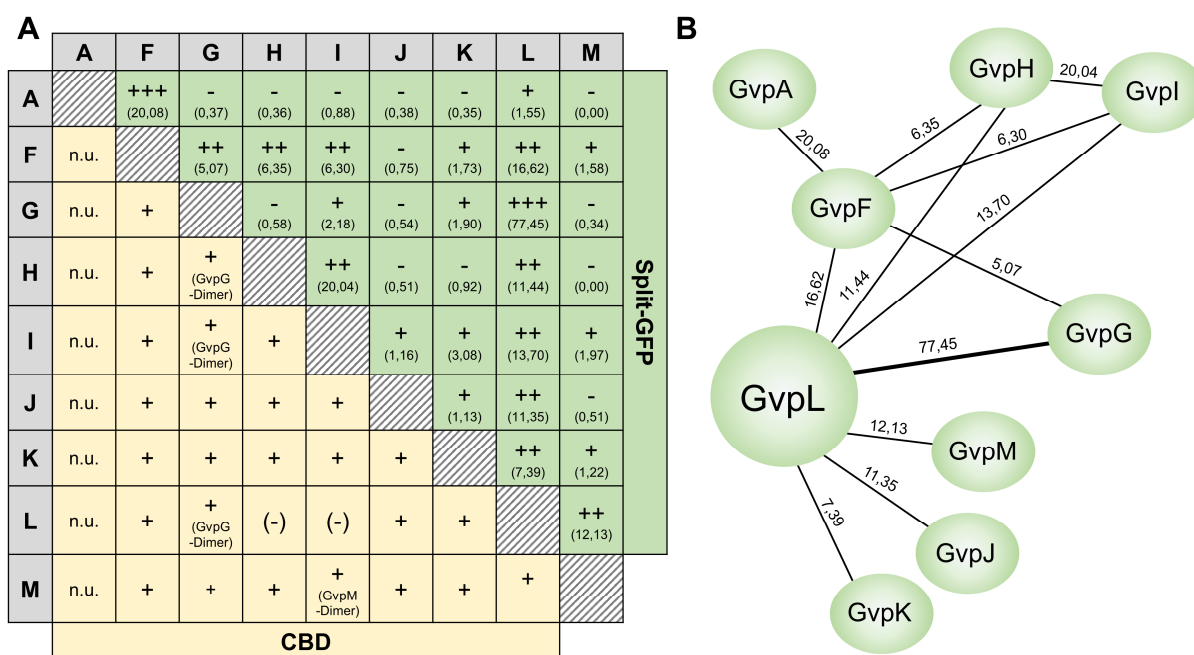 A
A F G H I J K L M
A +++ - - - - - + -
(20,08) (0,37) (0,36) (0,88) (0,38) (0,35) (1,55) (0,00)
F n.u. ++ ++ ++ - + ++ +
(5,07) (6,35) (6,30) (0,75) (1,73) (16,62) (1,58)
G n.u. + - + - + +++ -
(0,58) (2,18) (0,54) (1,90) (77,45) (0,34)
H n.u. + + ++ - - ++ -
(GvpG
-Dimer) (20,04) (0,51) (0,92) (11,44) (0,00)
I n.u. + + + + + ++ +
(GvpG
-Dimer) (1,16) (3,08) (13,70) (1,97)
J n.u. + + + + + ++ -
(1,13) (11,35) (0,51)
K n.u. + + + + + ++ +
(7,39) (1,22)
L n.u. + + (-) (-) + + ++
(GvpG
-Dimer) (12,13)
M n.u. + + + + + + +
(GvpM
-Dimer)
CBD
Split-GFP
B
GvpA
GvpH
20,04
GvpI
20,08
6,35
6,30
GvpF
13,70
5,07
16,62
11,44
GvpG
77,45
GvpL
12,13
GvpM
11,35
7,39
GvpJ
GvpK